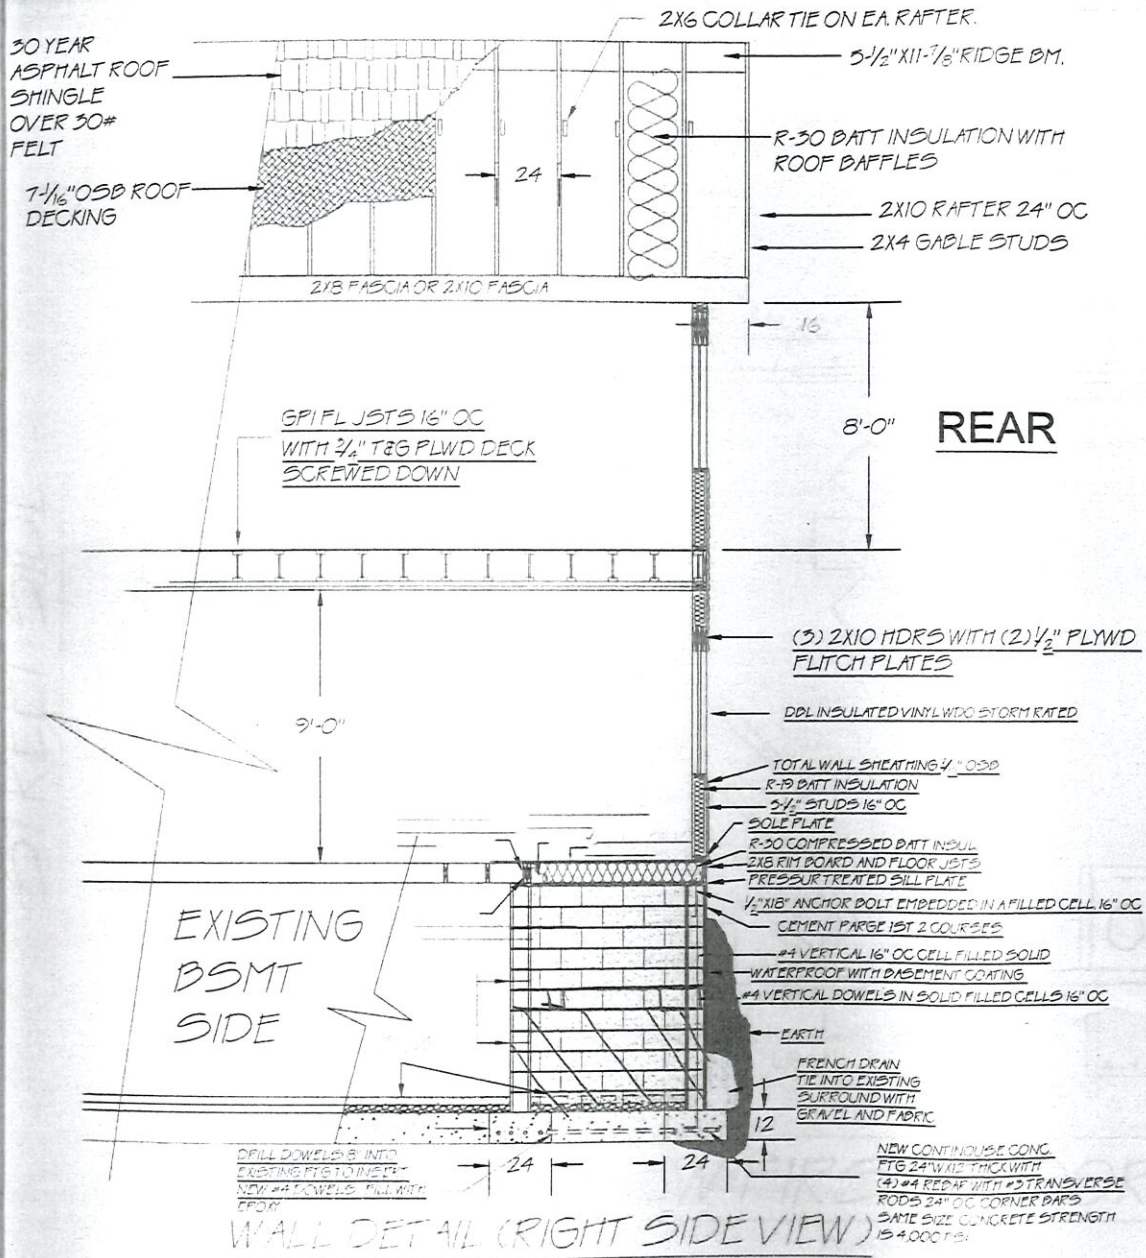 2X6 COLLAR TIE ON EA. RAFTER.
30 YEAR
ASPHALT ROOF
SHINGLE
OVER 30#
FELT
5-1/2"X11-7/8" RIDGE BM.
R-30 BATT INSULATION WITH
ROOF BAFFLES
7-1/16" OSB ROOF
DECKING
24
2X10 RAFTER 24" OC
2X4 GABLE STUDS
2X8 FASCIA OR 2X10 FASCIA
16
GPI FL JSTS 16" OC
WITH 3/4" T&G PLWD DECK
SCREWED DOWN
8'-0"
REAR
(3) 2X10 HDRS WITH (2) 1/2" PLYWD
FLITCH PLATES
9'-0"
DBL INSULATED VINYL WDO STORM RATED
TOTAL WALL SHEATHING OSB
R-19 BATT INSULATION
5-1/2" STUDS 16" OC
SOLE PLATE
R-30 COMPRESSED BATT INSUL
2X8 RIM BOARD AND FLOOR JSTS
PRESSUR TREATED SILL PLATE
1/2"X18" ANCHOR BOLT EMBEDDED IN A FILLED CELL 16" OC
CEMENT PARGE 1ST 2 COURSES
EXISTING
BSMT
SIDE
#4 VERTICAL 16" OC CELL FILLED SOLID
WATERPROOF WITH BASEMENT COATING
#4 VERTICAL DOWELS IN SOLID FILLED CELLS 16" OC
EARTH
FRENCH DRAIN
TIE INTO EXISTING
SURROUND WITH
GRAVEL AND FABRIC
12
DRILL DOWELS 8" INTO
EXISTING FTG TO INSERT
NEW #4 DOWELS FILL WITH
EPOXY
24
24
NEW CONTINOUSE CONC.
FTG 24"W X12 THICK WITH
(4) #4 REBAR WITH #3 TRANSVERSE
RODS 24" OC CORNER BARS
SAME SIZE CONCRETE STRENGTH
IS 4,000 PSI
WALL DETAIL (RIGHT SIDE VIEW)